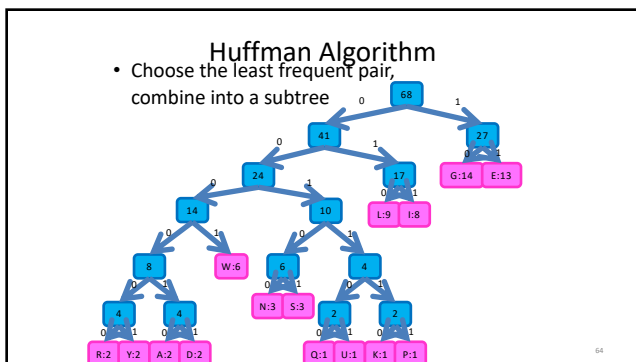 Huffman Algorithm
• Choose the least frequent pair,
combine into a subtree
68
0 1
41 27
0 1 0 1
24 17 G:14 E:13
0 1 0 1
14 10 L:9 I:8
0 1 0 1
8 W:6 6 4
0 1 0 1 0 1
4 4 N:3 S:3 2 2
0 1 0 1 0 1 0 1
R:2 Y:2 A:2 D:2 Q:1 U:1 K:1 P:1
64